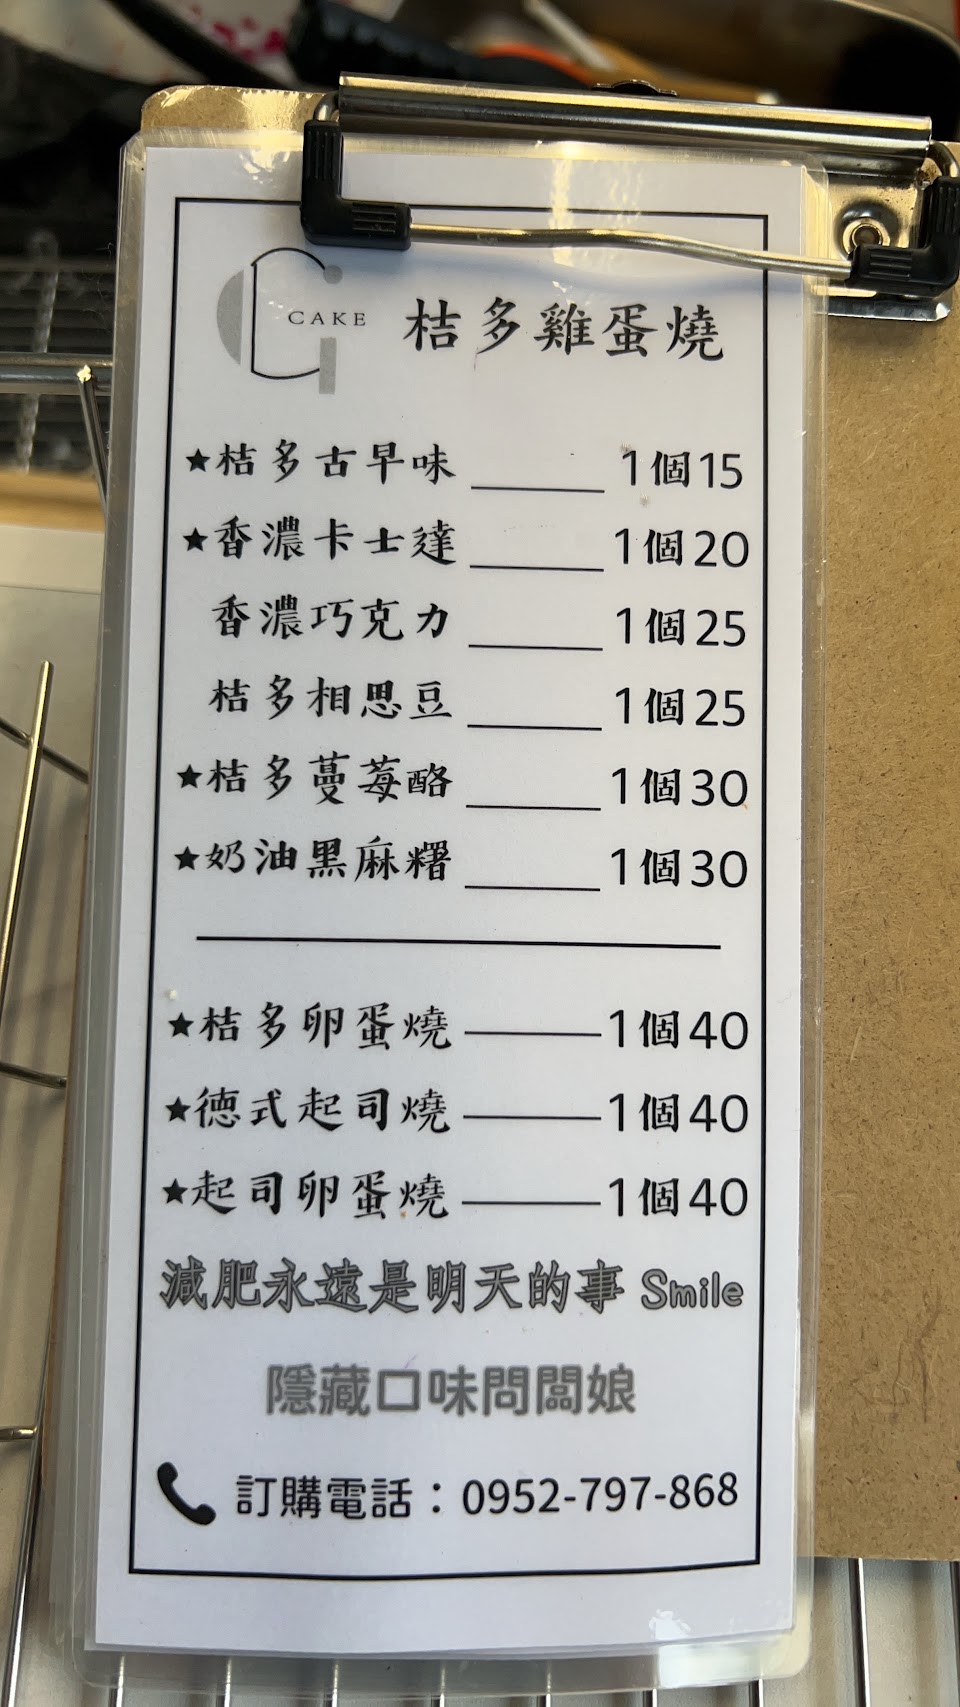 CAKE 桔多雞蛋燒
★桔多古早味 1個15
★香濃卡士達 1個20
香濃巧克力 1個25
桔多相思豆 1個25
★桔多蔓莓酪 1個30
★奶油黑麻糬 1個30
★桔多卵蛋燒 1個40
★德式起司燒 1個40
★起司卵蛋燒 1個40
減肥永遠是明天的事 Smile
隱藏口味問闆娘
訂購電話：0952-797-868